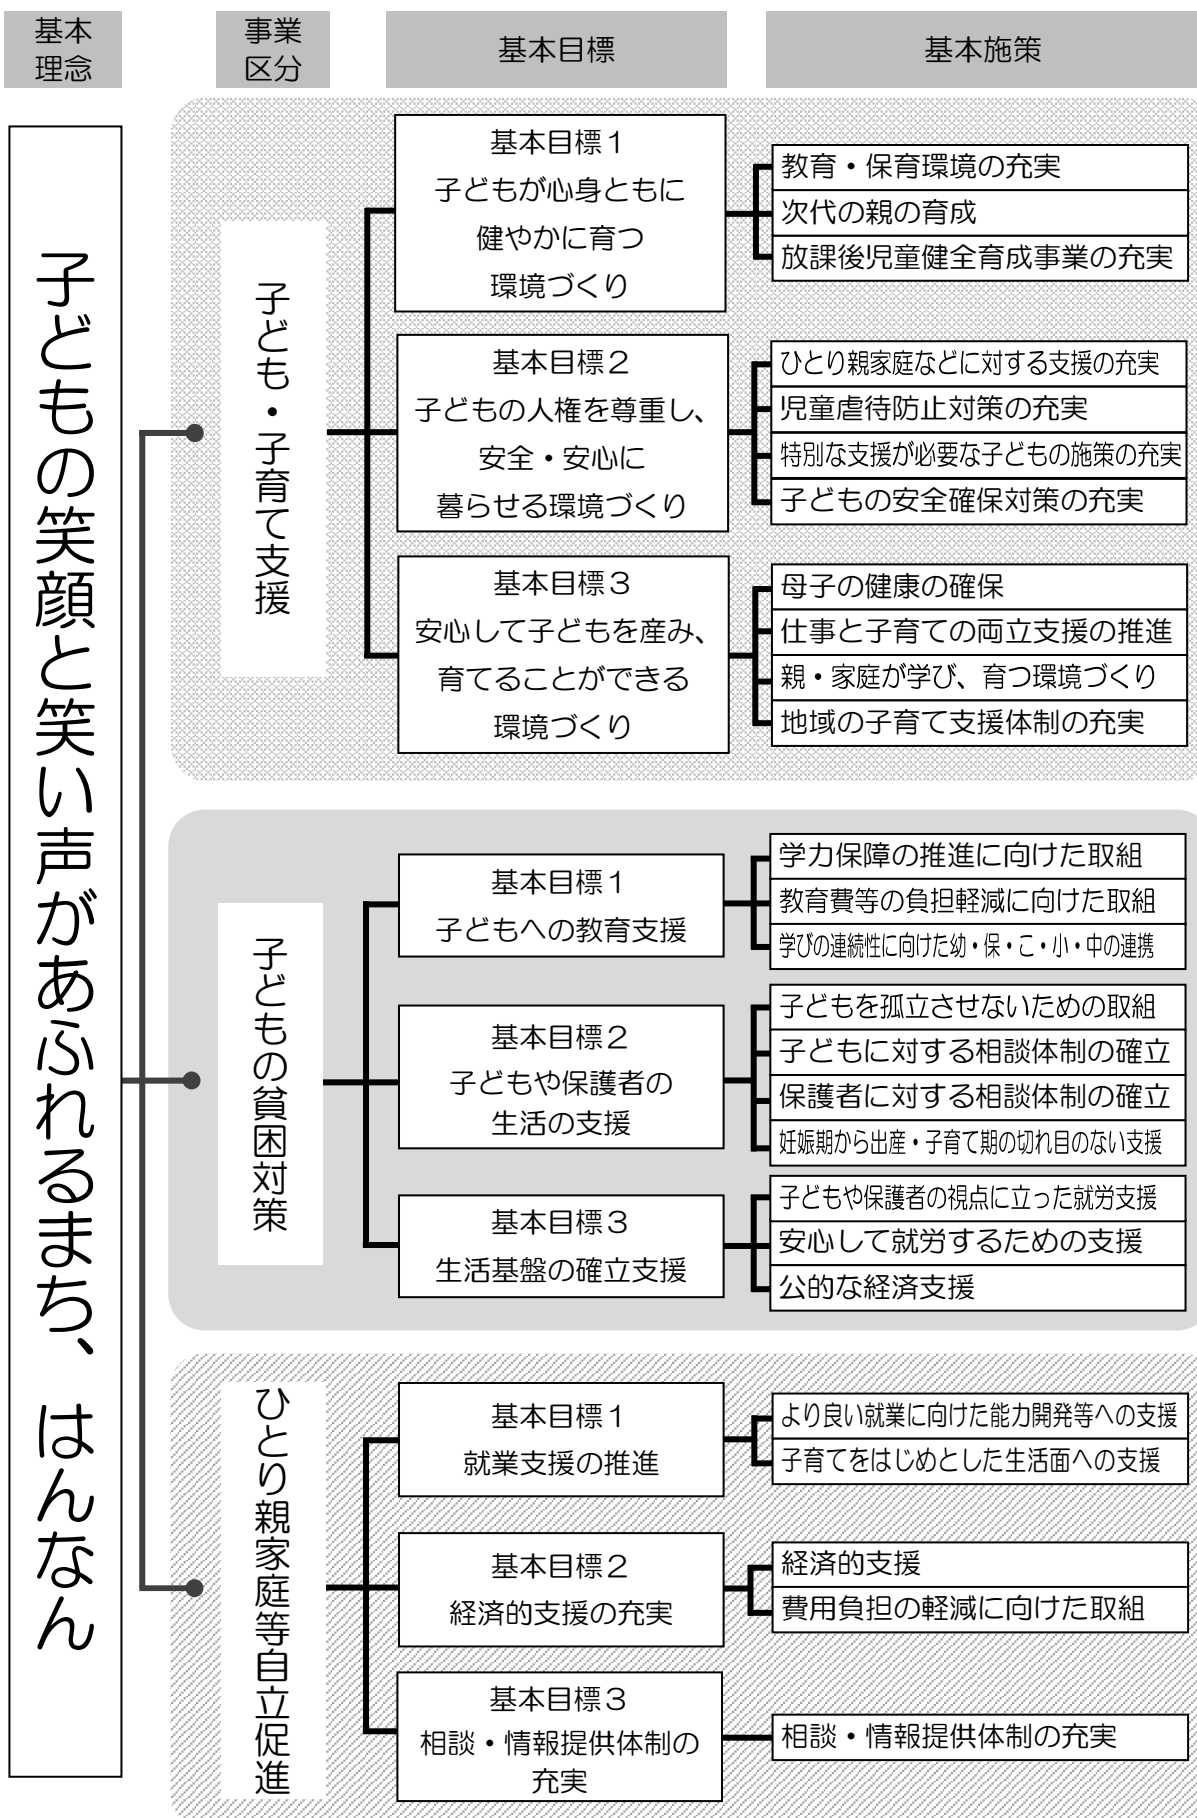 基本
理念
事業
区分
基本目標
基本施策
子どもの笑顔と笑い声があふれるまち、はんなん
子ども・子育て支援
基本目標１
子どもが心身ともに
健やかに育つ
環境づくり
教育・保育環境の充実
次代の親の育成
放課後児童健全育成事業の充実
基本目標２
子どもの人権を尊重し、
安全・安心に
暮らせる環境づくり
ひとり親家庭などに対する支援の充実
児童虐待防止対策の充実
特別な支援が必要な子どもの施策の充実
子どもの安全確保対策の充実
基本目標３
安心して子どもを産み、
育てることができる
環境づくり
母子の健康の確保
仕事と子育ての両立支援の推進
親・家庭が学び、育つ環境づくり
地域の子育て支援体制の充実
子どもの貧困対策
基本目標１
子どもへの教育支援
学力保障の推進に向けた取組
教育費等の負担軽減に向けた取組
学びの連続性に向けた幼・保・こ・小・中の連携
基本目標２
子どもや保護者の
生活の支援
子どもを孤立させないための取組
子どもに対する相談体制の確立
保護者に対する相談体制の確立
妊娠期から出産・子育て期の切れ目のない支援
基本目標３
生活基盤の確立支援
子どもや保護者の視点に立った就労支援
安心して就労するための支援
公的な経済支援
ひとり親家庭等自立促進
基本目標１
就業支援の推進
より良い就業に向けた能力開発等への支援
子育てをはじめとした生活面への支援
基本目標２
経済的支援の充実
経済的支援
費用負担の軽減に向けた取組
基本目標３
相談・情報提供体制の
充実
相談・情報提供体制の充実